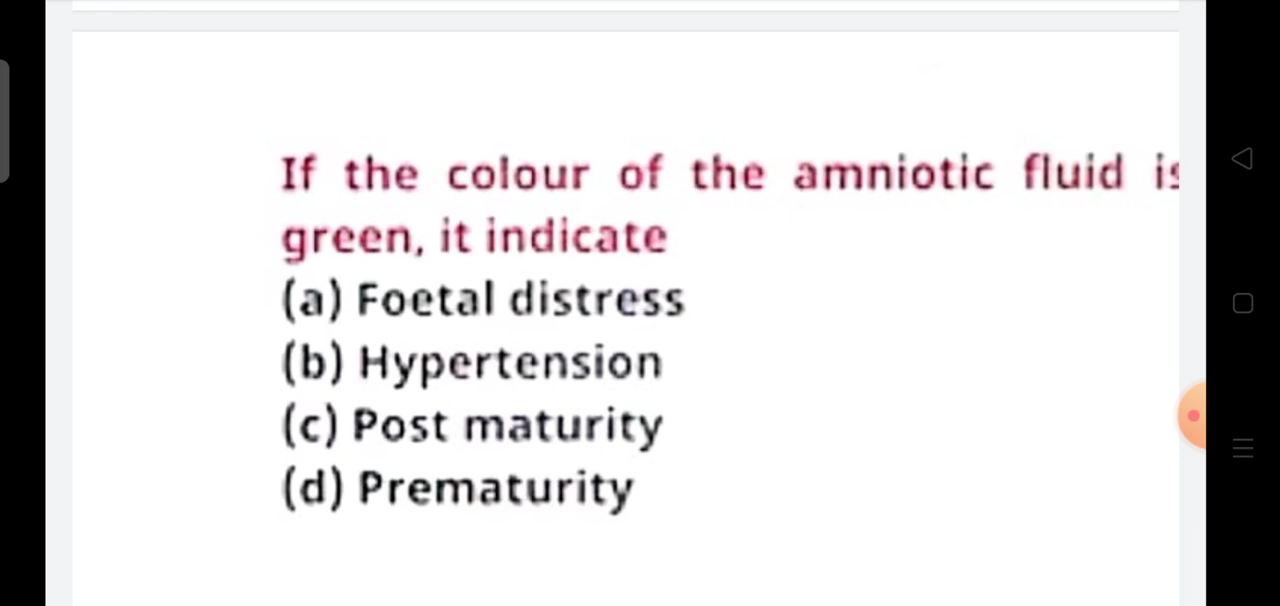 If the colour of the amniotic fluid is
green, it indicate
(a) Foetal distress
(b) Hypertension
(c) Post maturity
(d) Prematurity